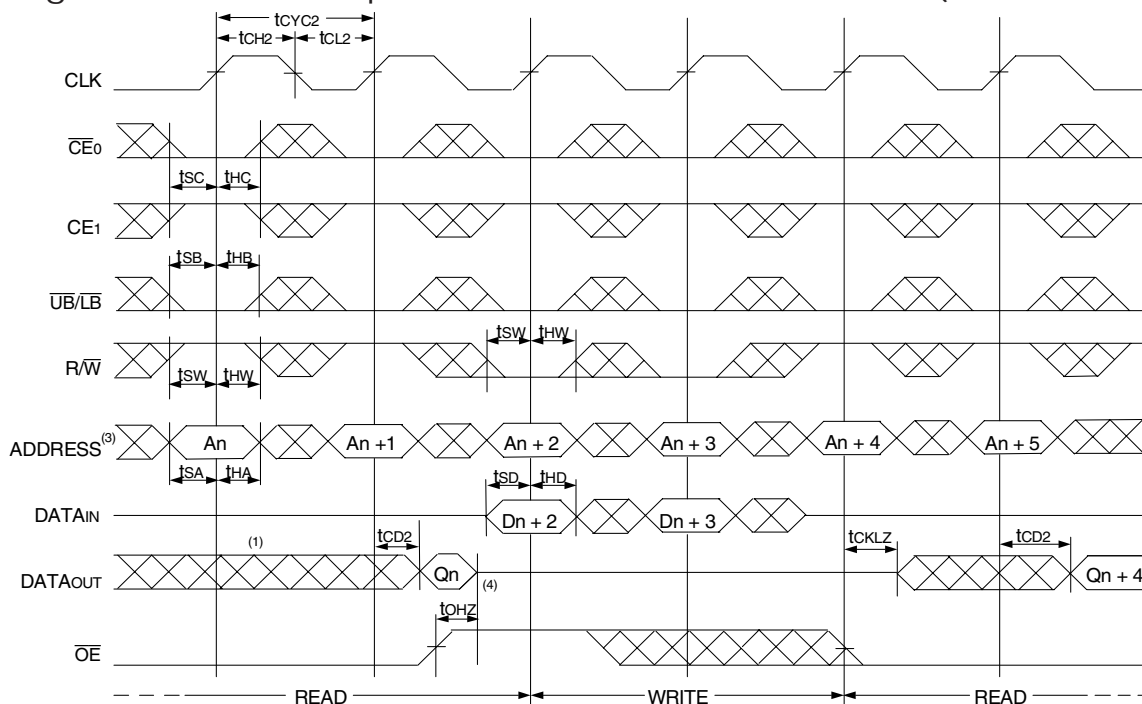 tCYC2
tCH2 tCL2
CLK
CE0
tSC tHC
CE1
tSB tHB
UB/LB
tSW tHW
R/W
tSW tHW
ADDRESS(3) An An +1 An + 2 An + 3 An + 4 An + 5
tSA tHA tSD tHD
DATAIN Dn + 2 Dn + 3
tCD2 tCKLZ tCD2
(1)
DATAOUT Qn (4) Qn + 4
tOHZ
OE
READ WRITE READ